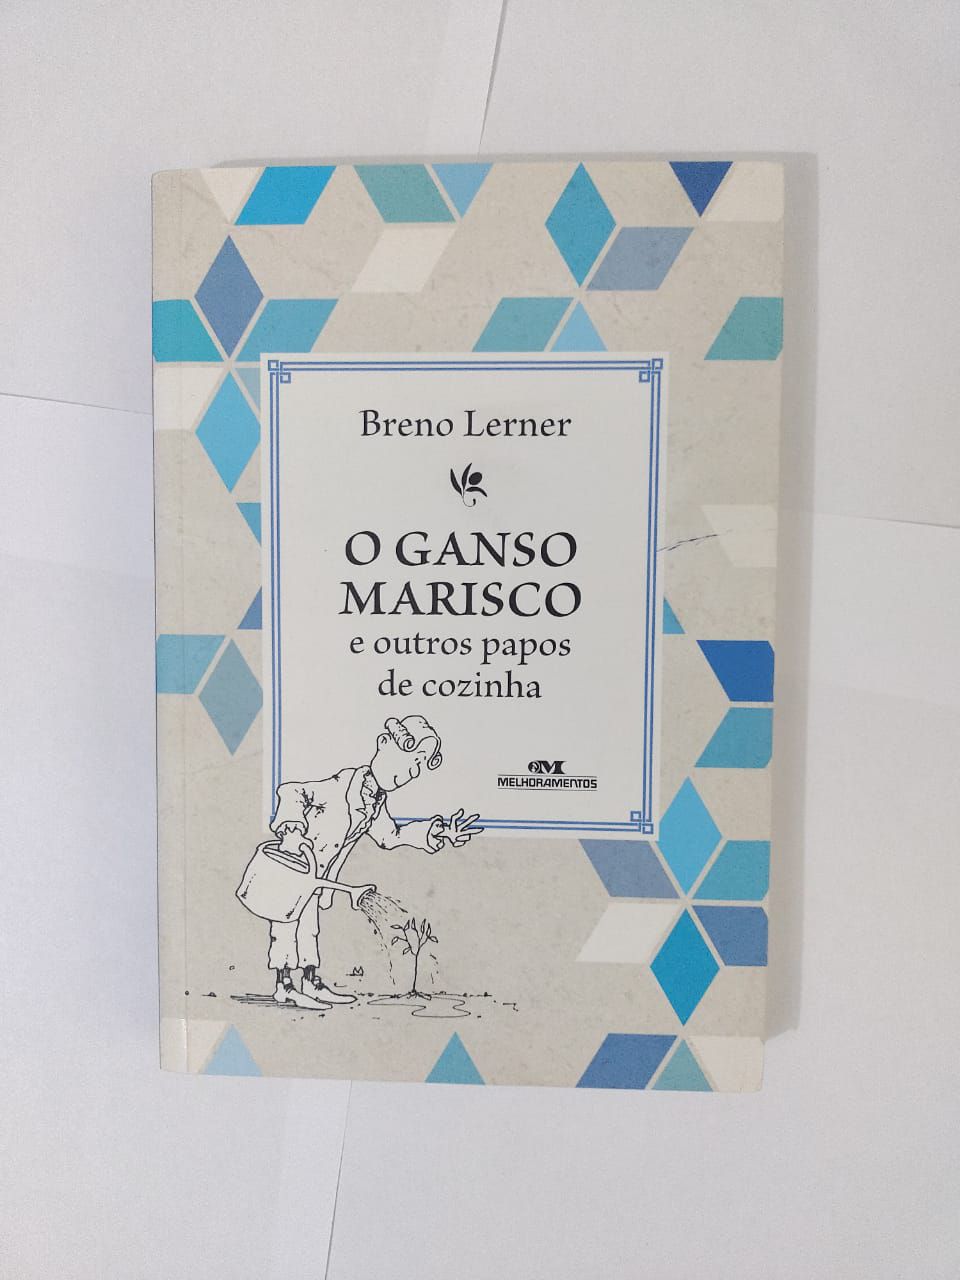 Breno Lerner
O GANSO
MARISCO
e outros papos
de cozinha
MELHORAMENTOS